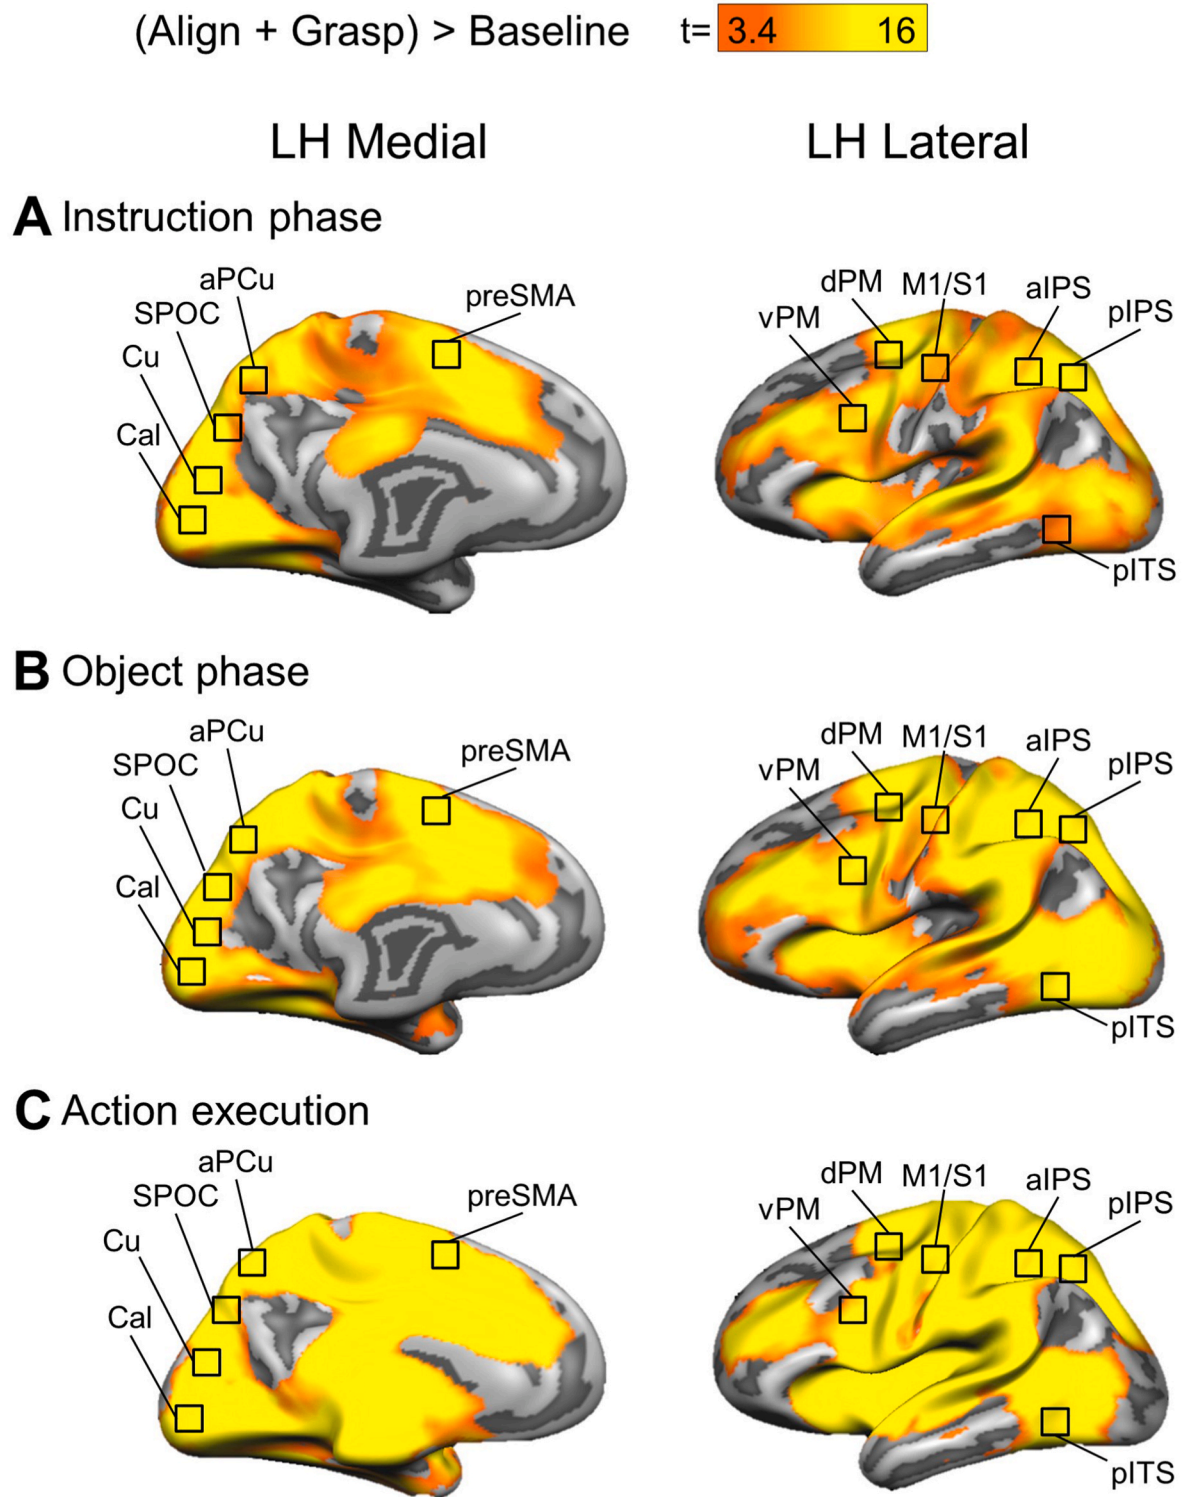 (Align + Grasp) > Baseline t= 3.4 16
LH Medial LH Lateral
A Instruction phase
aPCu
SPOC
Cu
Cal
preSMA
dPM
M1/S1
aIPS
vPM
pIPS
pITS
B Object phase
aPCu
SPOC
Cu
Cal
preSMA
dPM
M1/S1
aIPS
vPM
pIPS
pITS
C Action execution
aPCu
SPOC
Cu
Cal
preSMA
dPM
M1/S1
aIPS
vPM
pIPS
pITS